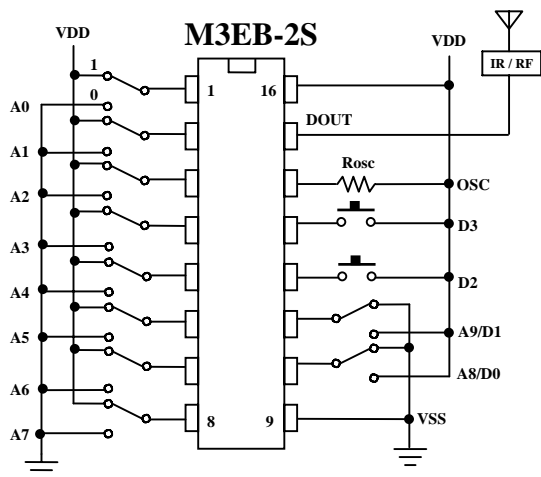 M3EB-2S
VDD
VDD
IR / RF
1
0
1
16
DOUT
A0
A1
Rosc
OSC
A2
D3
A3
D2
A4
A5
A9/D1
A6
A8/D0
8
9
VSS
A7